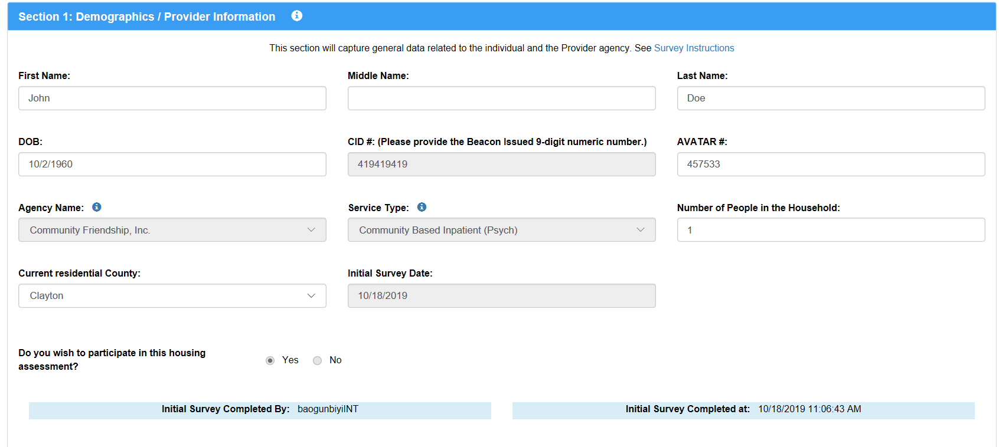 Section 1: Demographics / Provider Information
This section will capture general data related to the individual and the Provider agency. See Survey Instructions
First Name:
Middle Name:
Last Name:
John
Doe
DOB:
CID #: (Please provide the Beacon Issued 9-digit numeric number.)
AVATAR #:
10/2/1960
419419419
457533
Agency Name:
Service Type:
Number of People in the Household:
Community Friendship, Inc.
Community Based Inpatient (Psych)
1
Current residential County:
Initial Survey Date:
Clayton
10/18/2019
Do you wish to participate in this housing
assessment?
Yes
No
Initial Survey Completed By: baogunbiyiINT
Initial Survey Completed at: 10/18/2019 11:06:43 AM